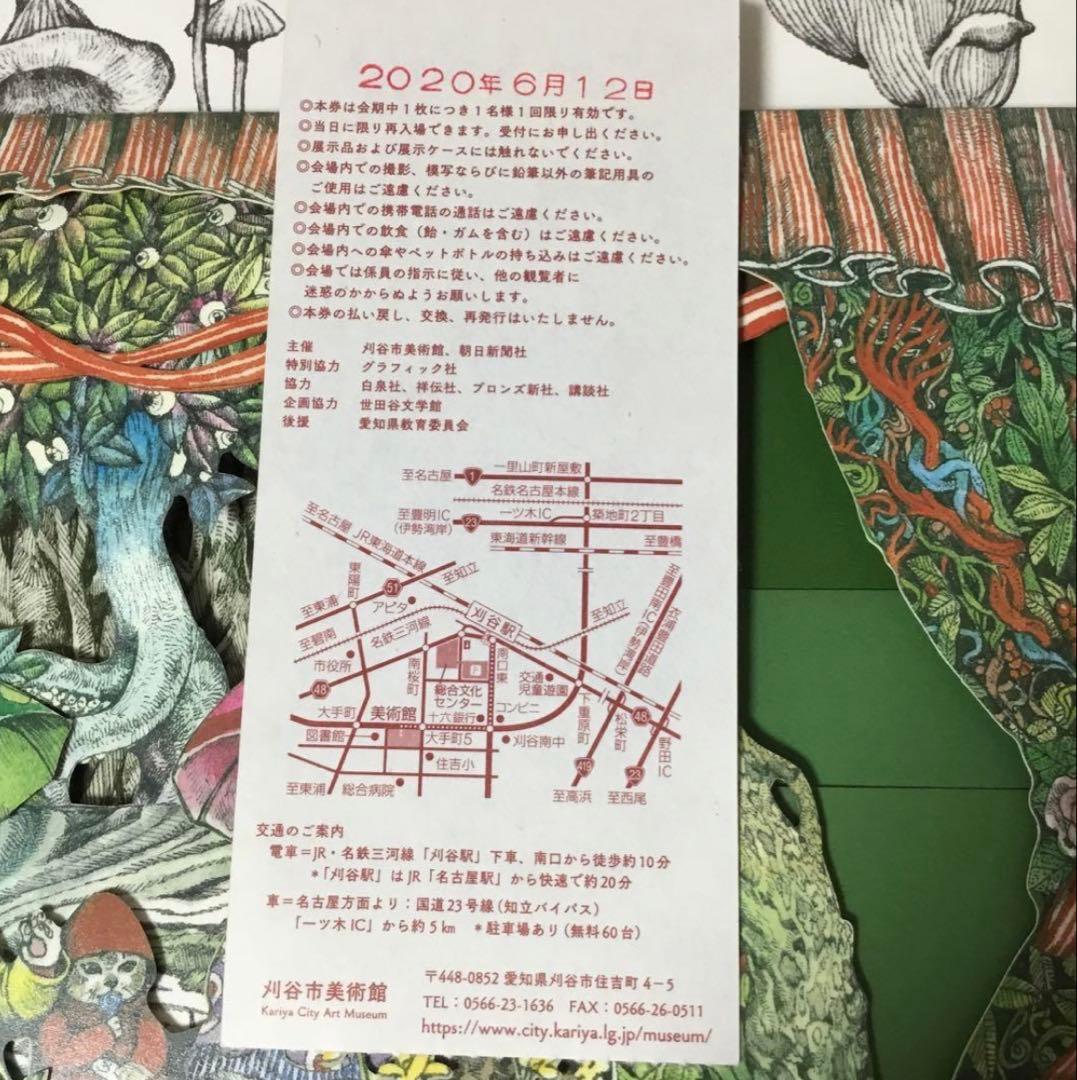 2020年6月12日
◎本券は会期中1枚につき1名様1回限り有効です。
◎当日に限り再入場できます。受付にお申し出ください。
◎展示品および展示ケースには触れないでください。
◎会場内での撮影、模写ならびに鉛筆以外の筆記用具の
ご使用はご遠慮ください。
◎会場内での携帯電話の通話はご遠慮ください。
◎会場内での飲食（飴・ガムを含む）はご遠慮ください。
◎会場内への傘やペットボトルの持ち込みはご遠慮ください。
◎会場では係員の指示に従い、他の観覧者に
迷惑のかからぬようお願いします。
◎本券の払い戻し、交換、再発行はいたしません。
主催 刈谷市美術館、朝日新聞社
特別協力 グラフィック社
協力 白泉社、祥伝社、ブロンズ新社、講談社
企画協力 世田谷文学館
後援 愛知県教育委員会
至名古屋 1 一里山町新屋敷
名鉄名古屋本線
至豊明IC 23 一ツ木IC 築地町2丁目
(伊勢湾岸)
東海道新幹線 至豊橋
至名古屋 JR東海道本線
東陽町
至知立
51
至東浦
アピタ
至碧南
名鉄三河線
刈谷駅
至知立
至豊田南IC(伊勢湾岸)
衣浦豊田道路
市役所
48
南桜町
総合文化
センター
P
南口東
交通
児童遊園
大手町
美術館
十六銀行
コンビニ
図書館
大手町5
刈谷南中
住吉小
至東浦
総合病院
下重原町
松栄町
48
野田IC
419
23
至高浜
至西尾
交通のご案内
電車＝JR・名鉄三河線「刈谷駅」下車、南口から徒歩約10分
*「刈谷駅」はJR「名古屋駅」から快速で約20分
車＝名古屋方面より：国道23号線（知立バイパス）
「一ツ木IC」から約5㎞ *駐車場あり（無料60台）
刈谷市美術館
Kariya City Art Museum
〒448-0852 愛知県刈谷市住吉町4−5
TEL：0566-23-1636 FAX：0566-26-0511
https://www.city.kariya.lg.jp/museum/